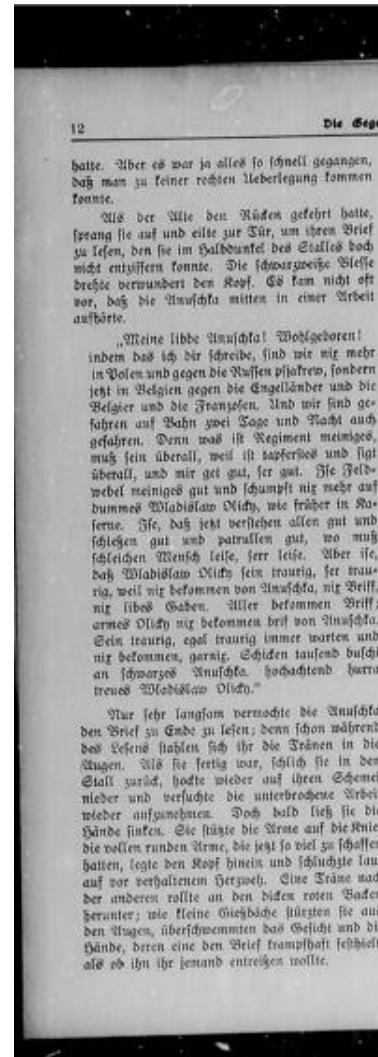 12
Die Gege
hatte. Aber es war ja alles so schnell gegangen,
daß man zu keiner rechten Ueberlegung kommen
konnte.
Als der Alte den Rücken gekehrt hatte,
sprang sie auf und eilte zur Tür, um ihren Brief
zu lesen, den sie im Halbdunkel des Stalles doch
nicht entziffern konnte. Die schwarzweiße Blesse
drehte verwundert den Kopf. Es kam nicht oft
vor, daß die Anuschka mitten in einer Arbeit
aufhörte.
„Meine libbe Anuschka! Wohlgeboren!
indem das ich dir schreibe, sind wir nix mehr
in Polen und gegen die Russen psjakrew, sondern
jetzt in Belgien gegen die Engelländer und die
Belgier und die Franzosen. Und wir sind ge-
fahren auf Bahn zwei Tage und Nacht auch
gefahren. Denn was is Regiment meiniges,
muß sein überall, weil is tapferstes und sigt
überall, und mir get gut, ser gut. Ise Feld-
webel meiniges gut und schumpft nix mehr auf
dummes Wladislaw Olicky, wie früher in Ka-
serne. Ise, daß jetzt verstehen allen gut und
schießen gut und patrullen gut, wo muß
schleichen Mensch leise, serr leise. Aber ise,
daß Wladislaw Olicky sein traurig, ser trau-
rig, weil nix bekommen von Anuschka, nix Briff,
nix libes Gaben. Aller bekommen Briff;
armes Olicky nix bekommen brif von Anuschka.
Sein traurig, egal traurig immer warten und
nix bekommen, garnix. Schicken tausend buschi
an schwarzes Anuschka. hochachtend hurra
treues Wladislaw Olicky.“
Nur sehr langsam vermochte die Anuschka
den Brief zu Ende zu lesen; denn schon während
des Lesens stahlen sich ihr die Tränen in die
Augen. Als sie fertig war, schlich sie in den
Stall zurück, hockte wieder auf ihren Schemel
nieder und versuchte die unterbrochene Arbeit
wieder aufzunehmen. Doch bald ließ sie die
Hände sinken. Sie stützte die Arme auf die Knie,
die vollen runden Arme, die jetzt so viel zu schaffen
hatten, legte den Kopf hinein und schluchzte laut
auf vor verhaltenem Herzweh. Eine Träne nach
der anderen rollte an den dicken roten Backen
herunter; wie kleine Gießbäche stürzten sie aus
den Augen, überschwemmten das Gesicht und die
Hände, deren eine den Brief krampfhaft festhielt,
als ob ihn ihr jemand entreißen wollte.